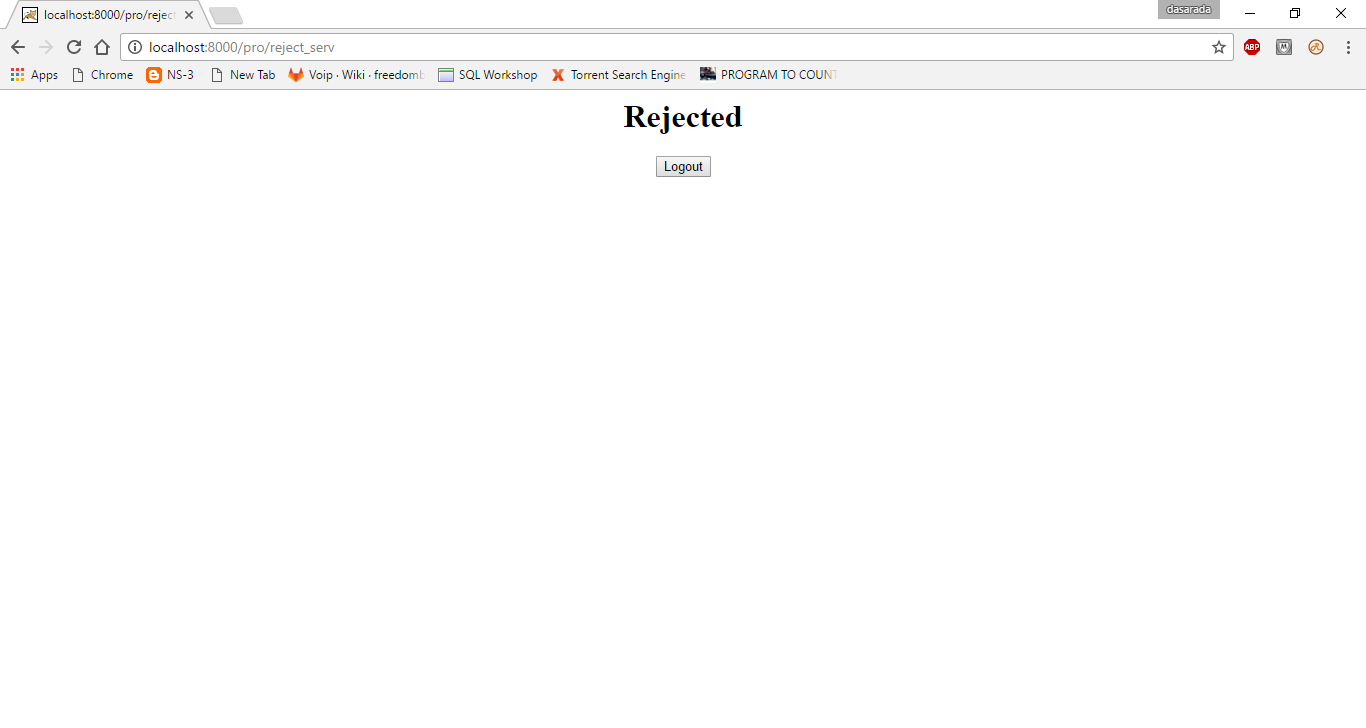 localhost:8000/pro/reject
dasarada
localhost:8000/pro/reject_serv
ABP
Apps Chrome NS-3 New Tab Voip · Wiki · freedomb SQL Workshop Torrent Search Engine PROGRAM TO COUNT
Rejected
Logout